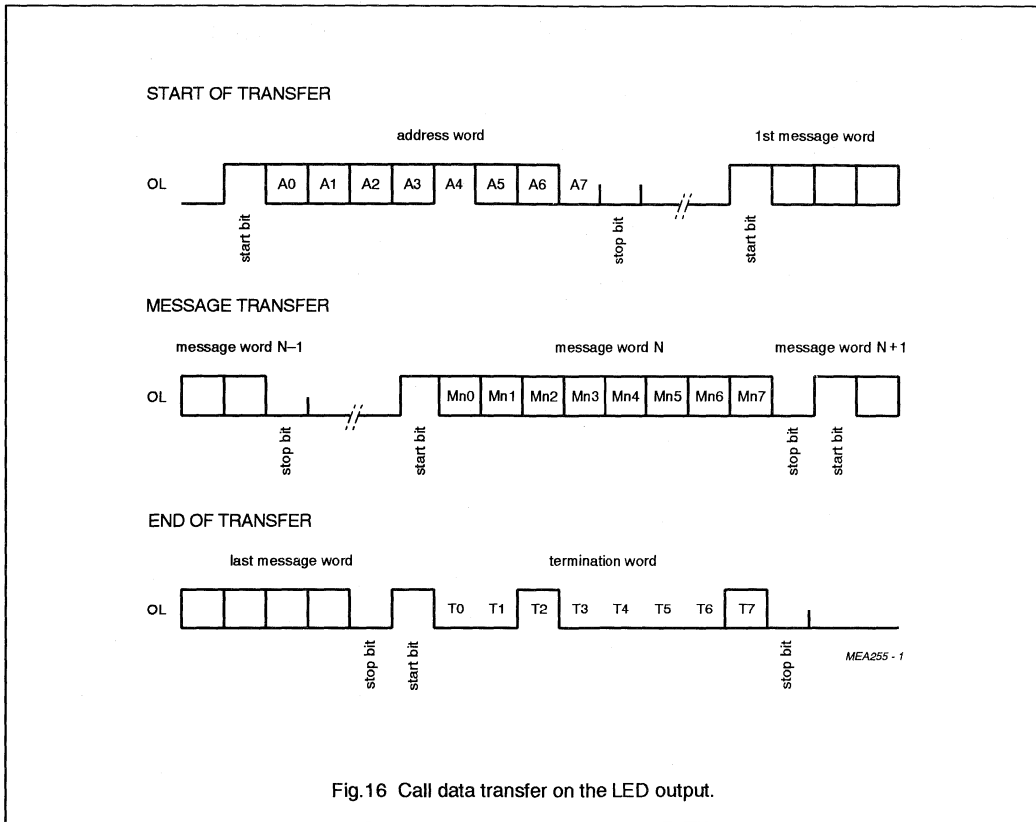 START OF TRANSFER
address word 1st message word
OL A0 A1 A2 A3 A4 A5 A6 A7
start bit stop bit start bit
MESSAGE TRANSFER
message word N–1 message word N message word N + 1
OL Mn0 Mn1 Mn2 Mn3 Mn4 Mn5 Mn6 Mn7
stop bit start bit stop bit start bit
END OF TRANSFER
last message word termination word
OL T0 T1 T2 T3 T4 T5 T6 T7
stop bit start bit stop bit
MEA255 - 1
Fig.16 Call data transfer on the LED output.